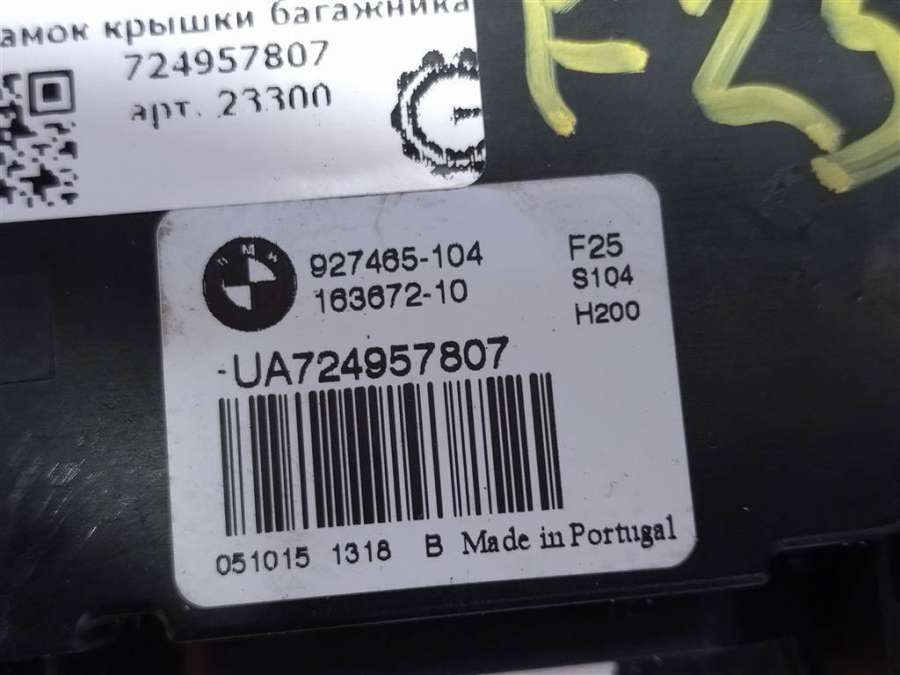 крышки багажника
724957807
арт. 23300
F25
BMW
927465-104
163672-10
F25
S104
H200
-UA724957807
051015 1318 B Made in Portugal